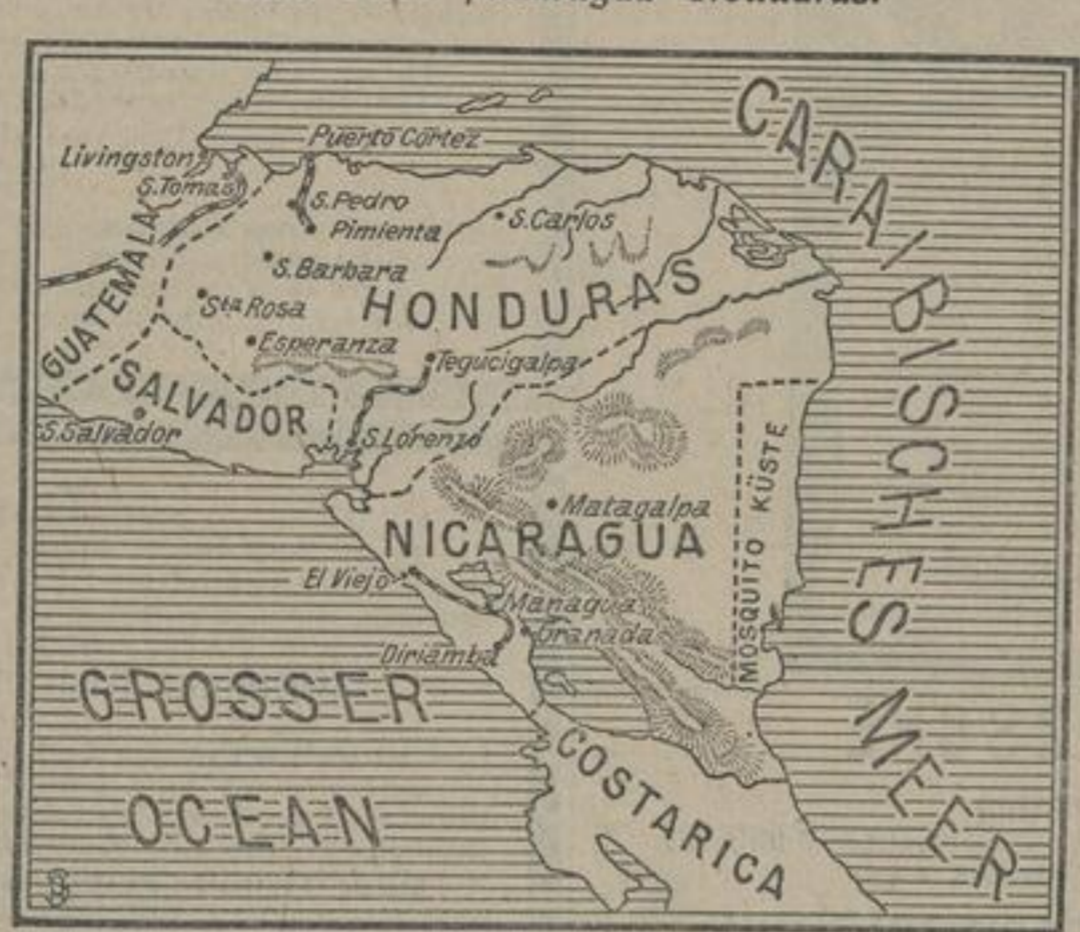 Honduras.
CARAIBISCHES MEER
Puerto Cortez
Livingston
S.Tomas
S.Pedro
S.Carlos
Pimienta
GUATEMALA
S.Barbara
HONDURAS
Sta Rosa
Esperanza
Tegucigalpa
SALVADOR
S.Salvador
S.Lorenzo
MOSQUITO KÜSTE
Matagalpa
NICARAGUA
El Viejo
Managua
Granada
Diriamba
GROSSER
OCEAN
COSTARICA